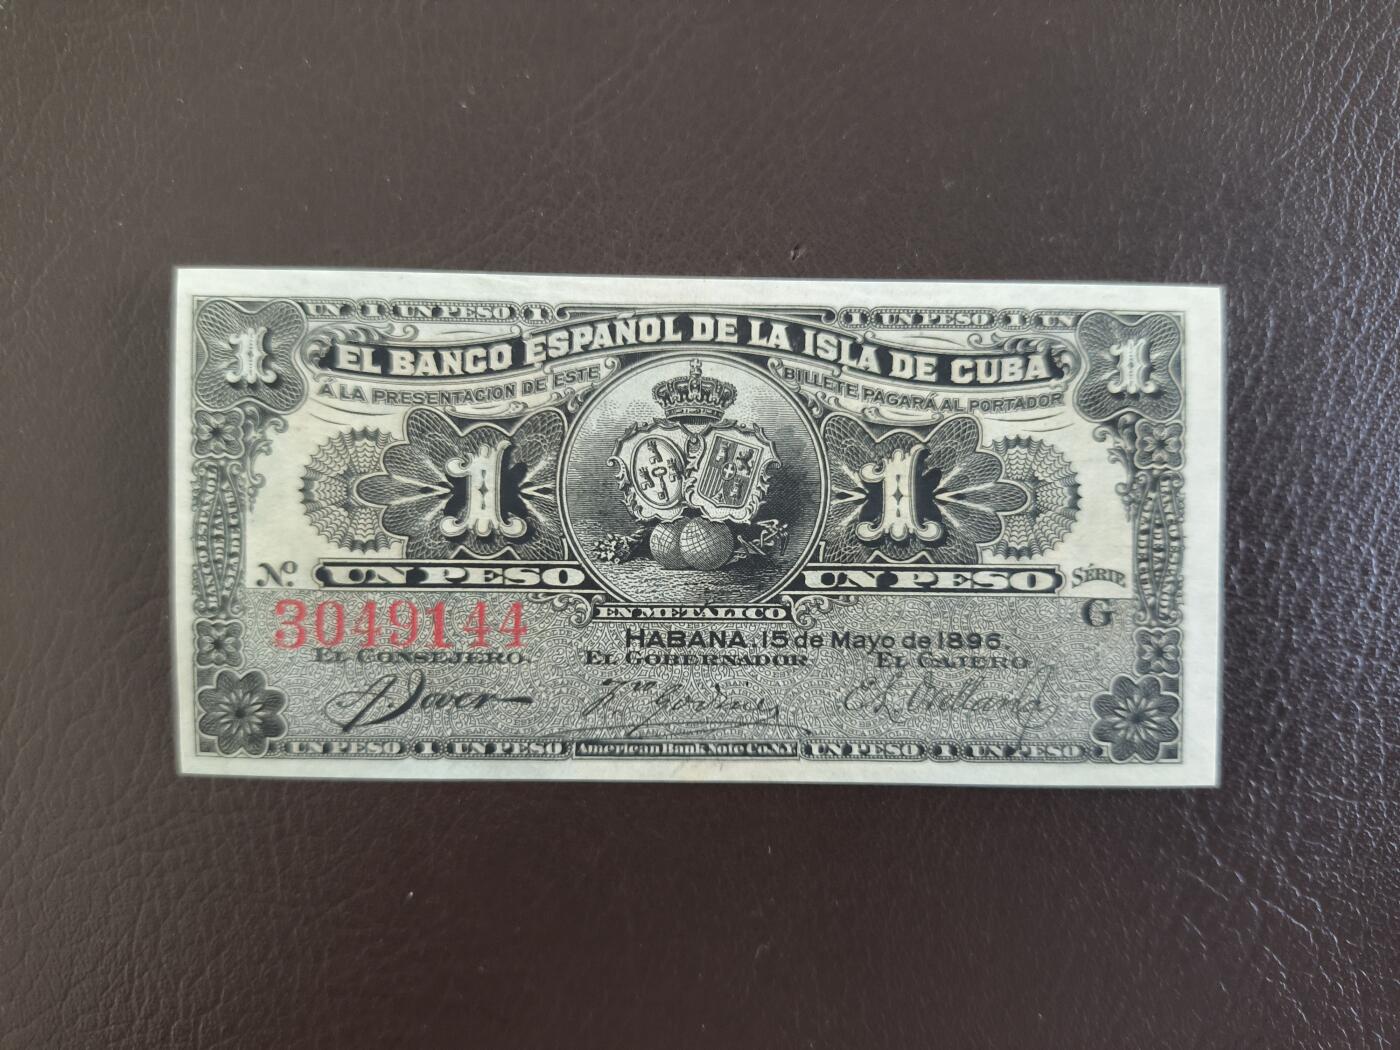 UN 1 UN PESO 1
1 UN PESO 1 UN
1
1
EL BANCO ESPAÑOL DE LA ISLA DE CUBA
Á LA PRESENTACION DE ESTE
BILLETE PAGARÁ AL PORTADOR
1
1
Nº
UN PESO
UN PESO
SÉRIE
EN METÁLICO
3049144
G
HABANA, 15 de Mayo de 1896.
EL CONSEJERO.
EL GOBERNADOR
EL CAJERO
UN PESO 1 UN PESO
American Bank Note Co. N.Y.
UN PESO 1 UN PESO 1